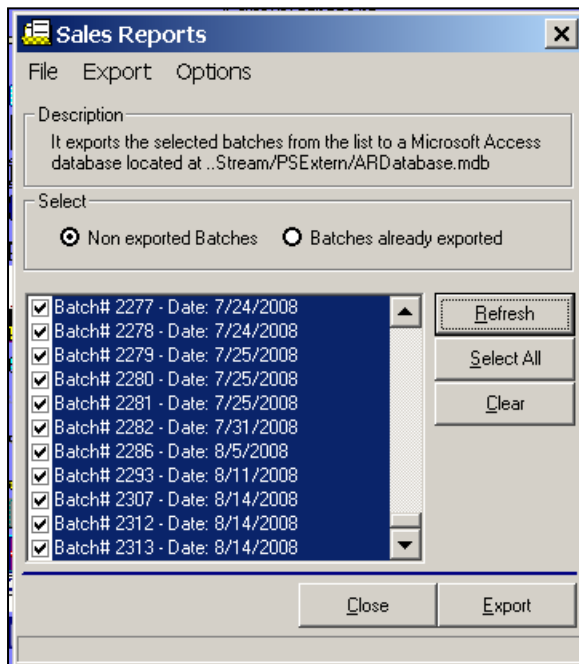 Sales Reports
File Export Options
Description
It exports the selected batches from the list to a Microsoft Access
database located at ..Stream/PSExtern/ARDatabase.mdb
Select
Non exported Batches Batches already exported
Batch# 2277 - Date: 7/24/2008
Batch# 2278 - Date: 7/24/2008
Batch# 2279 - Date: 7/25/2008
Batch# 2280 - Date: 7/25/2008
Batch# 2281 - Date: 7/25/2008
Batch# 2282 - Date: 7/31/2008
Batch# 2286 - Date: 8/5/2008
Batch# 2293 - Date: 8/11/2008
Batch# 2307 - Date: 8/14/2008
Batch# 2312 - Date: 8/14/2008
Batch# 2313 - Date: 8/14/2008
Refresh
Select All
Clear
Close Export